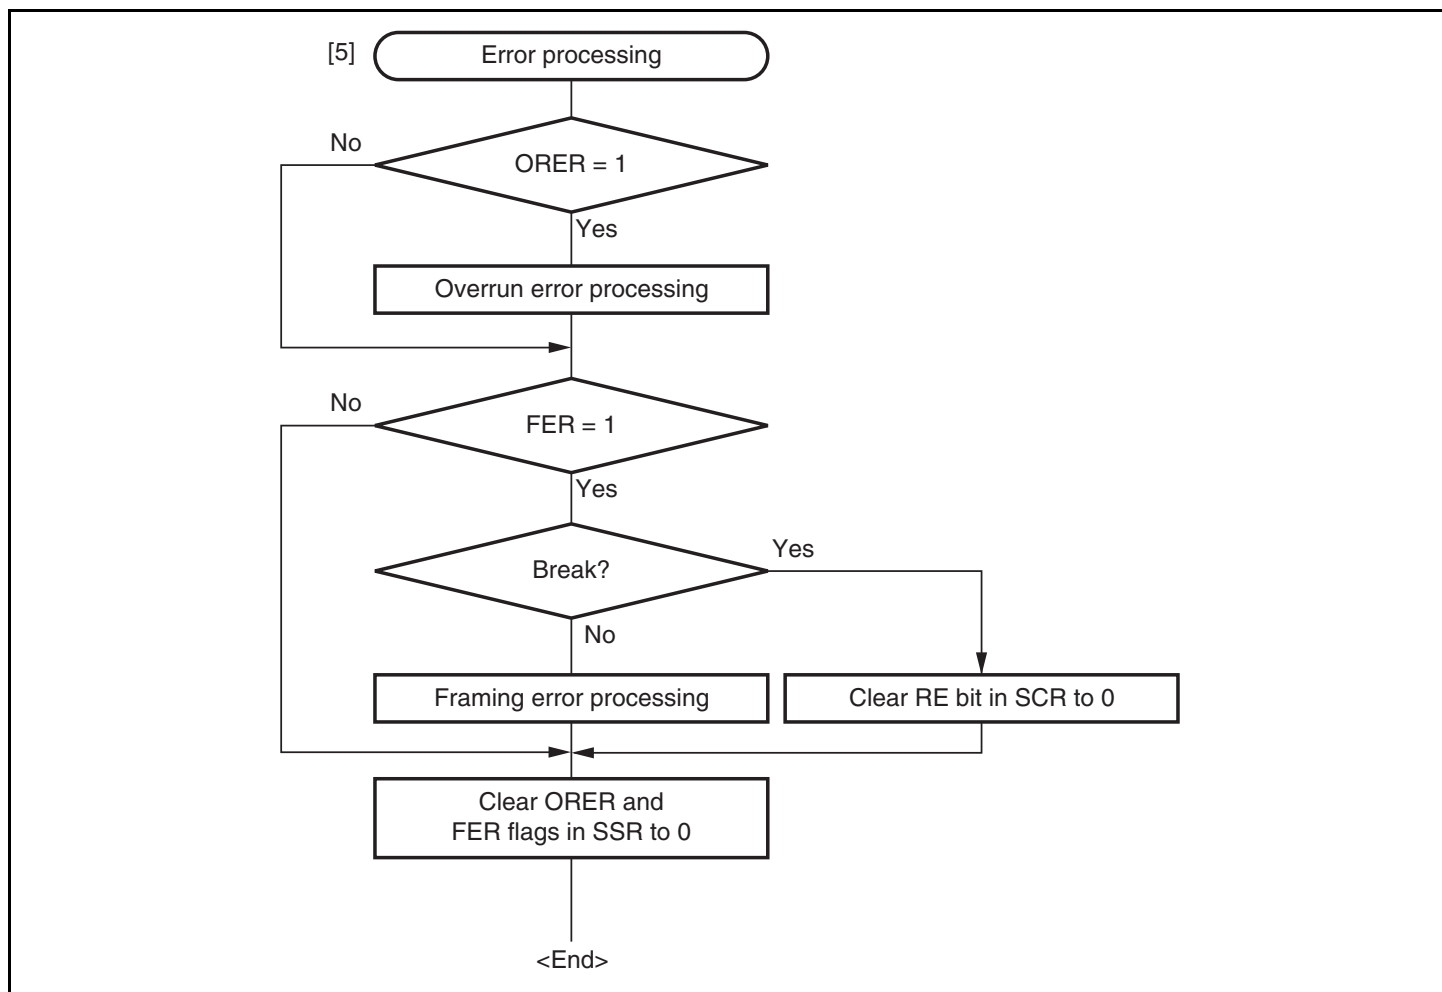 [5] Error processing
No
ORER = 1
Yes
Overrun error processing
No
FER = 1
Yes
Yes
Break?
No
Framing error processing
Clear RE bit in SCR to 0
Clear ORER and
FER flags in SSR to 0
<End>